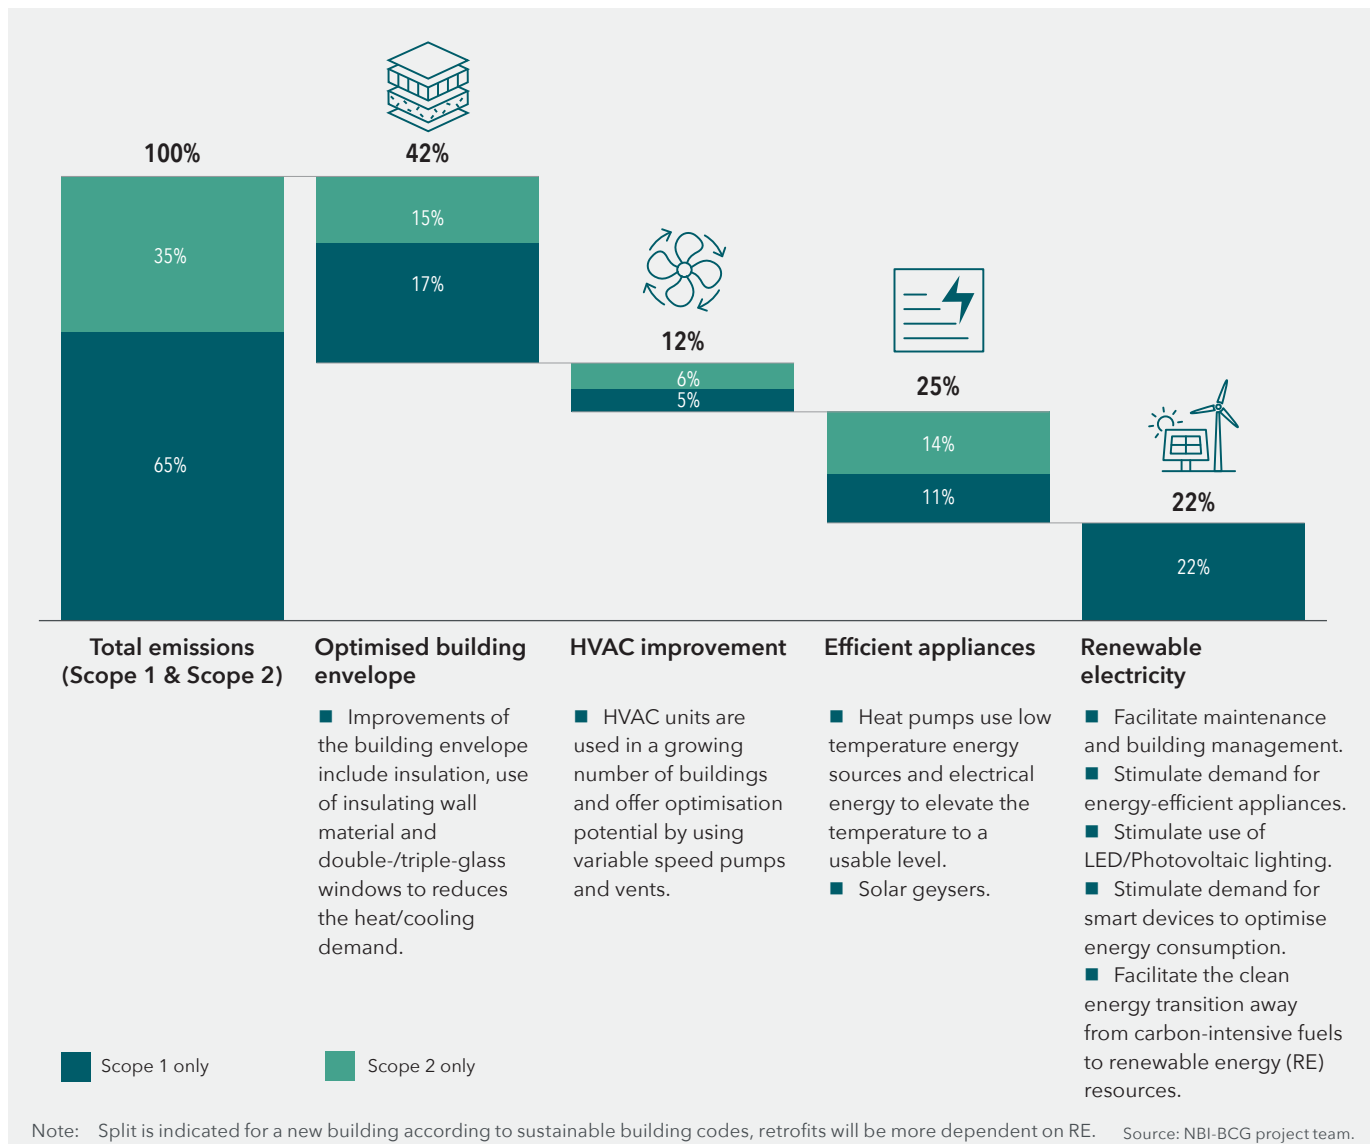 100%
42%
35%
15%
17%
65%
12%
6%
5%
25%
14%
11%
22%
22%
Total emissions
(Scope 1 & Scope 2)
Optimised building
envelope
■ Improvements of
the building envelope
include insulation, use
of insulating wall
material and
double-/triple-glass
windows to reduces
the heat/cooling
demand.
HVAC improvement
■ HVAC units are
used in a growing
number of buildings
and offer optimisation
potential by using
variable speed pumps
and vents.
Efficient appliances
■ Heat pumps use low
temperature energy
sources and electrical
energy to elevate the
temperature to a
usable level.
■ Solar geysers.
Renewable
electricity
■ Facilitate maintenance
and building management.
■ Stimulate demand for
energy-efficient appliances.
■ Stimulate use of
LED/Photovoltaic lighting.
■ Stimulate demand for
smart devices to optimise
energy consumption.
■ Facilitate the clean
energy transition away
from carbon-intensive fuels
to renewable energy (RE)
resources.
Scope 1 only
Scope 2 only
Note: Split is indicated for a new building according to sustainable building codes, retrofits will be more dependent on RE.
Source: NBI-BCG project team.